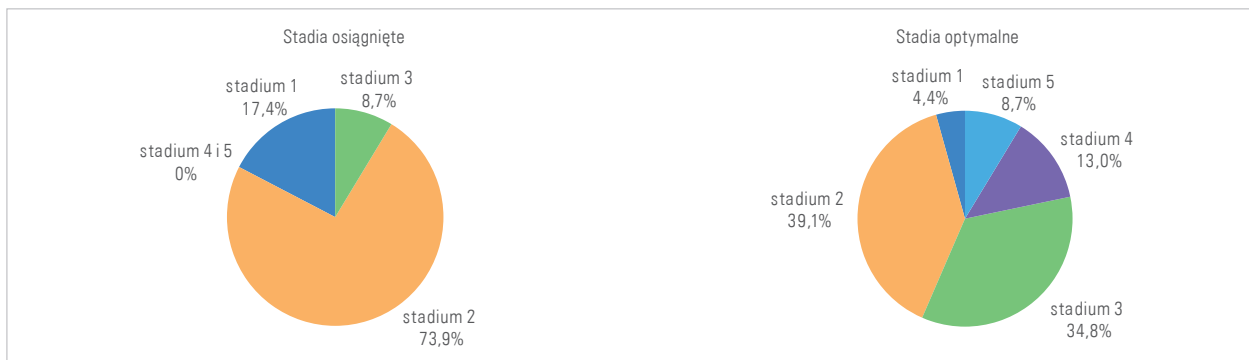 Stadia osiągnięte
stadium 3
8,7%
stadium 1
17,4%
stadium 4 i 5
0%
stadium 2
73,9%
Stadia optymalne
stadium 1
4,4%
stadium 5
8,7%
stadium 4
13,0%
stadium 2
39,1%
stadium 3
34,8%